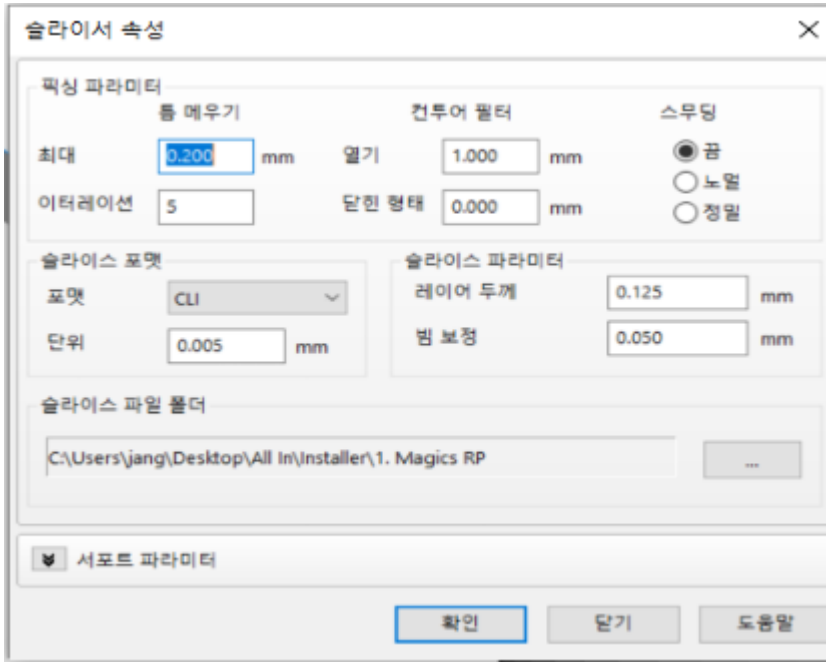 슬라이서 속성
픽싱 파라미터
틈 메우기 컨투어 필터 스무딩
최대 0.200 mm 열기 1.000 mm 끔
노멀
이터레이션 5 닫힌 형태 0.000 mm 정밀
슬라이스 포맷 슬라이스 파라미터
포맷 CLI 레이어 두께 0.125 mm
단위 0.005 mm 빔 보정 0.050 mm
슬라이스 파일 폴더
C:\Users\jang\Desktop\All In\Installer\1. Magics RP ...
서포트 파라미터
확인 닫기 도움말